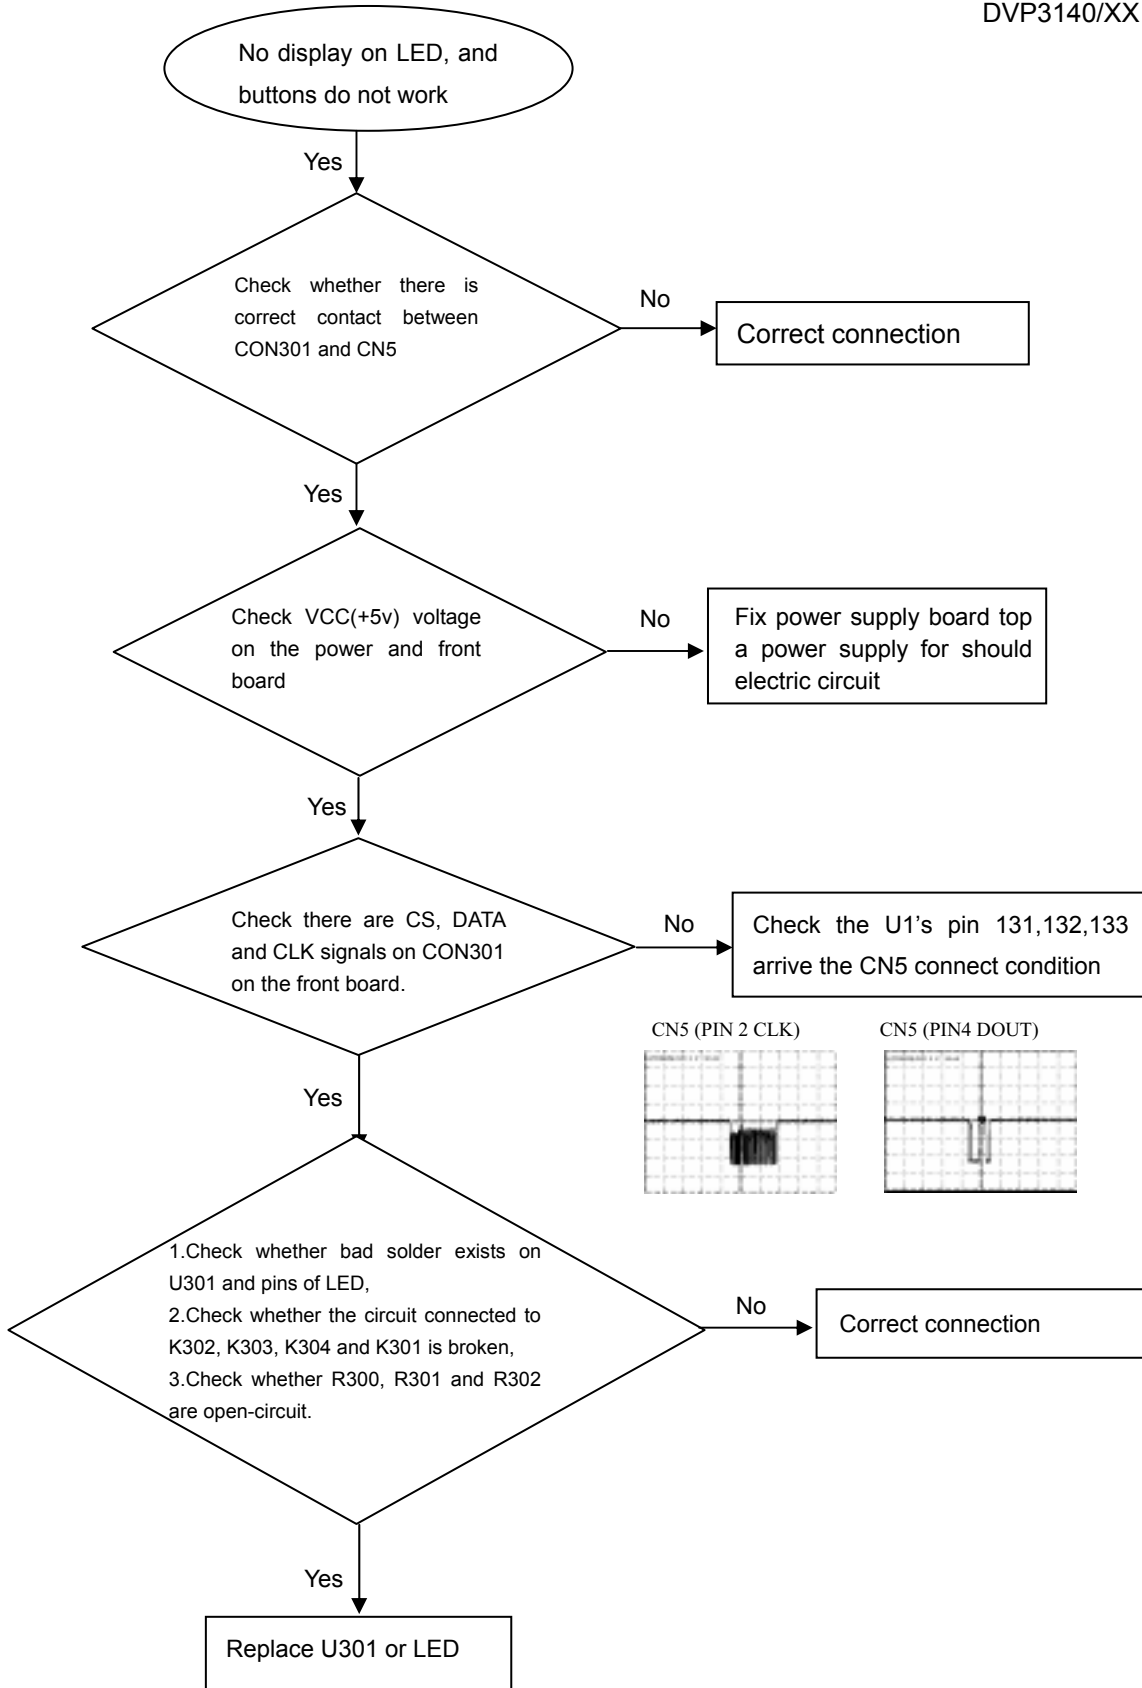 DVP3140/XX
No display on LED, and
buttons do not work
Yes
Check whether there is
correct contact between
CON301 and CN5
No
Correct connection
Yes
Check VCC(+5v) voltage
on the power and front
board
No
Fix power supply board top
a power supply for should
electric circuit
Yes
Check there are CS, DATA
and CLK signals on CON301
on the front board.
No
Check the U1's pin 131,132,133
arrive the CN5 connect condition
CN5 (PIN 2 CLK)
CN5 (PIN4 DOUT)
Yes
1.Check whether bad solder exists on
U301 and pins of LED,
2.Check whether the circuit connected to
K302, K303, K304 and K301 is broken,
3.Check whether R300, R301 and R302
are open-circuit.
No
Correct connection
Yes
Replace U301 or LED